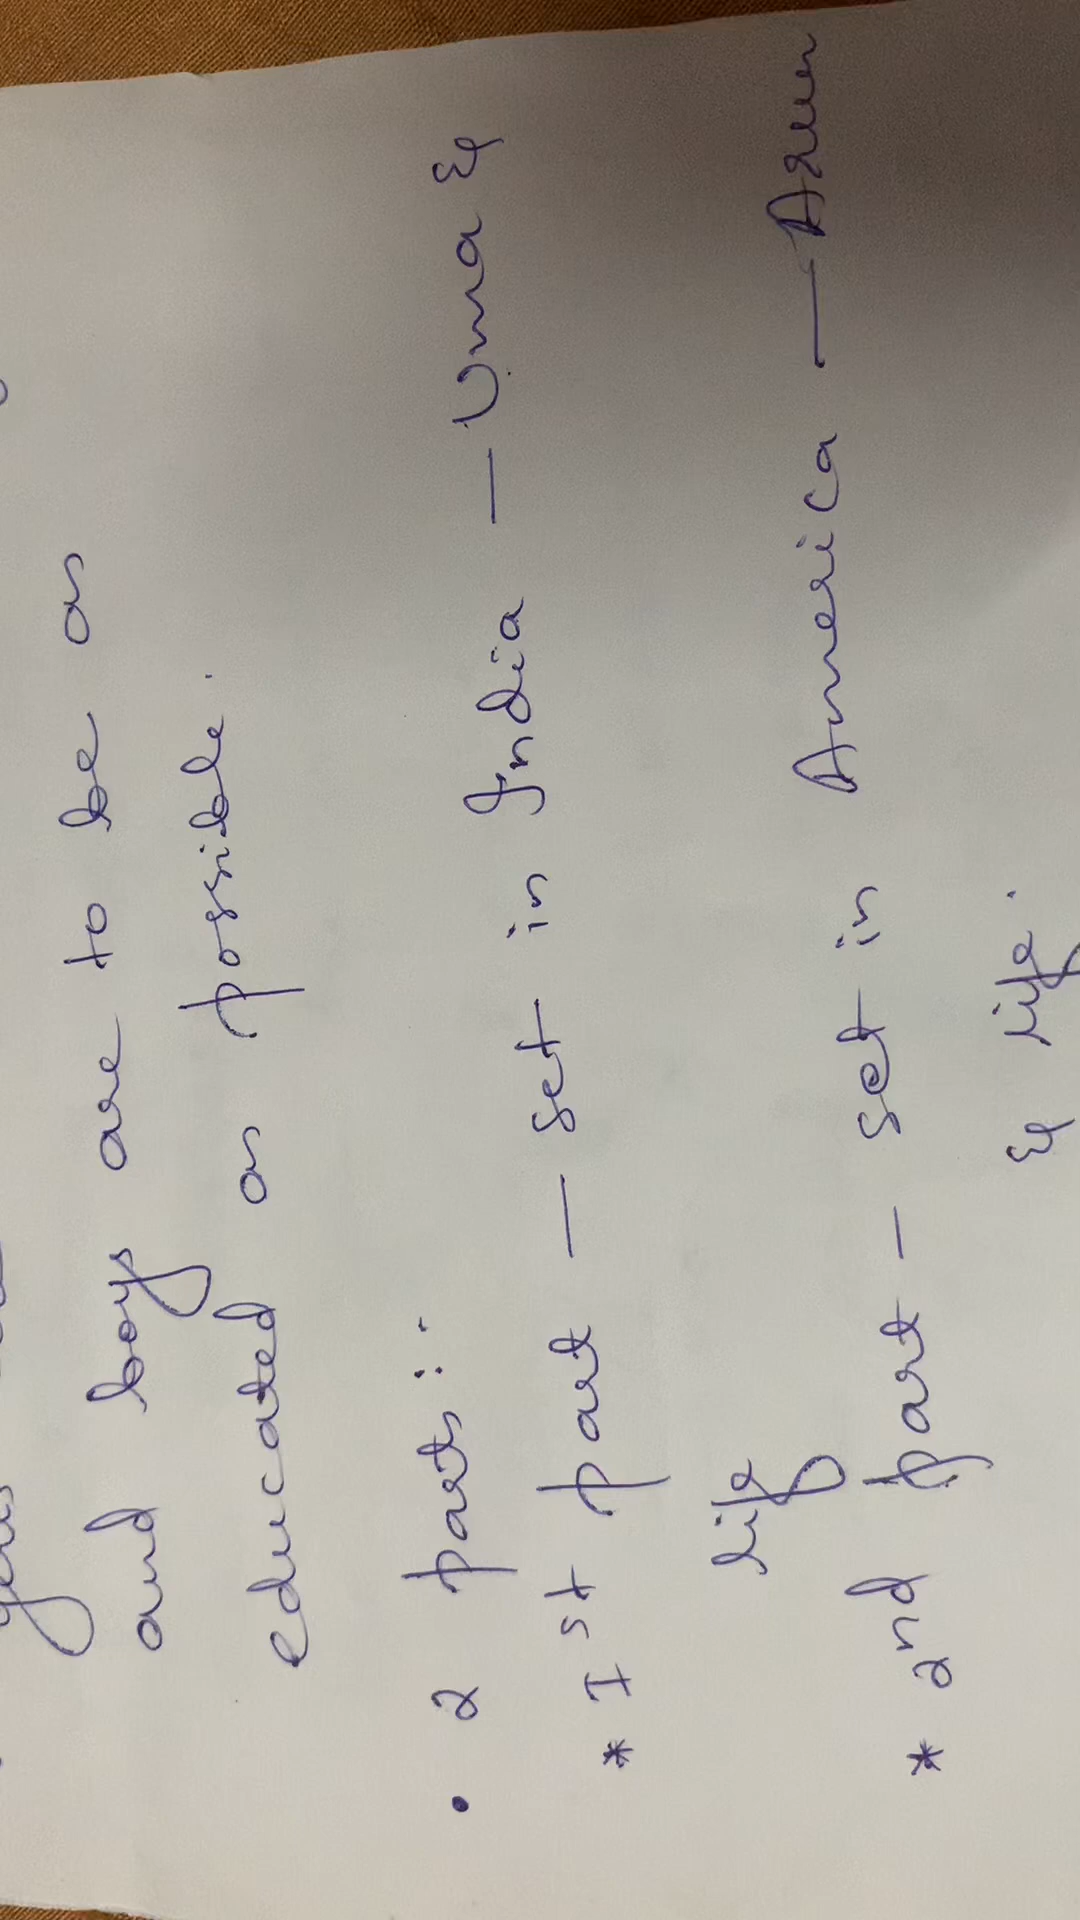 and boys are to be as
educated as possible.
• 2 parts:-
* 1st part — set in India — Uma &
life
* 2nd part — set in America — Arun
& life.